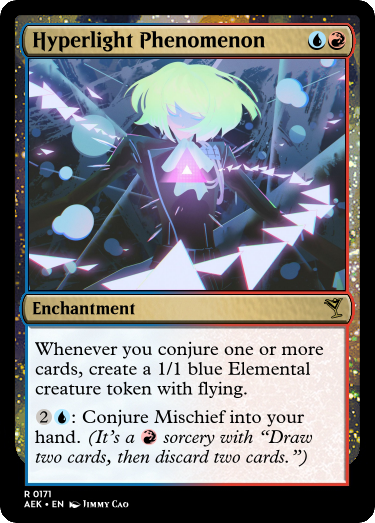 Hyperlight Phenomenon
Enchantment
Whenever you conjure one or more
cards, create a 1/1 blue Elemental
creature token with flying.
2: Conjure Mischief into your
hand. (It's a sorcery with “Draw
two cards, then discard two cards.”)
R 0171
AEK • EN Jimmy Cao